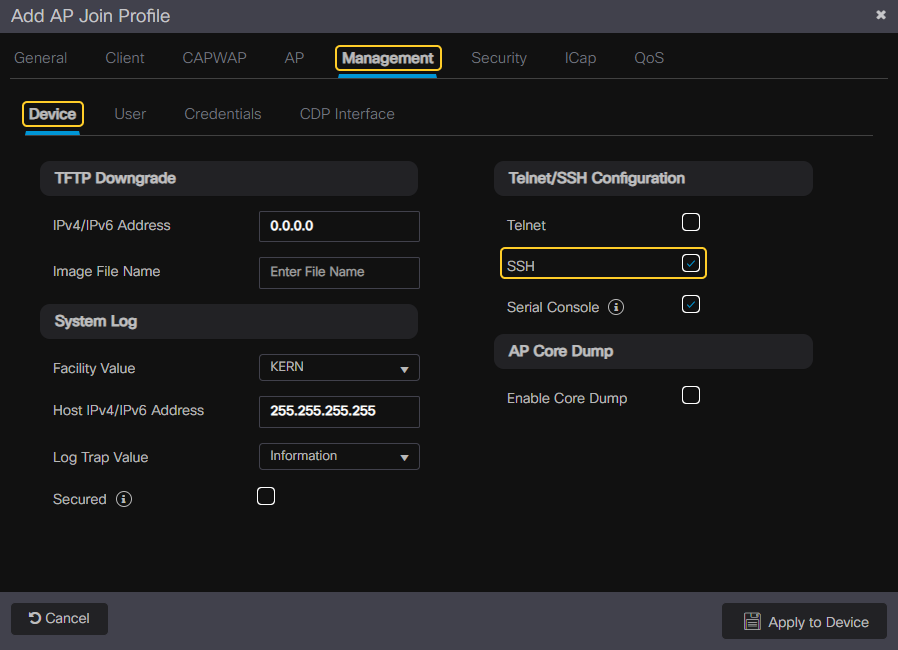 Add AP Join Profile
General Client CAPWAP AP Management Security ICap QoS
Device User Credentials CDP Interface
TFTP Downgrade
IPv4/IPv6 Address 0.0.0.0
Image File Name Enter File Name
System Log
Facility Value KERN
Host IPv4/IPv6 Address 255.255.255.255
Log Trap Value Information
Secured
Telnet/SSH Configuration
Telnet
SSH
Serial Console
AP Core Dump
Enable Core Dump
Cancel
Apply to Device